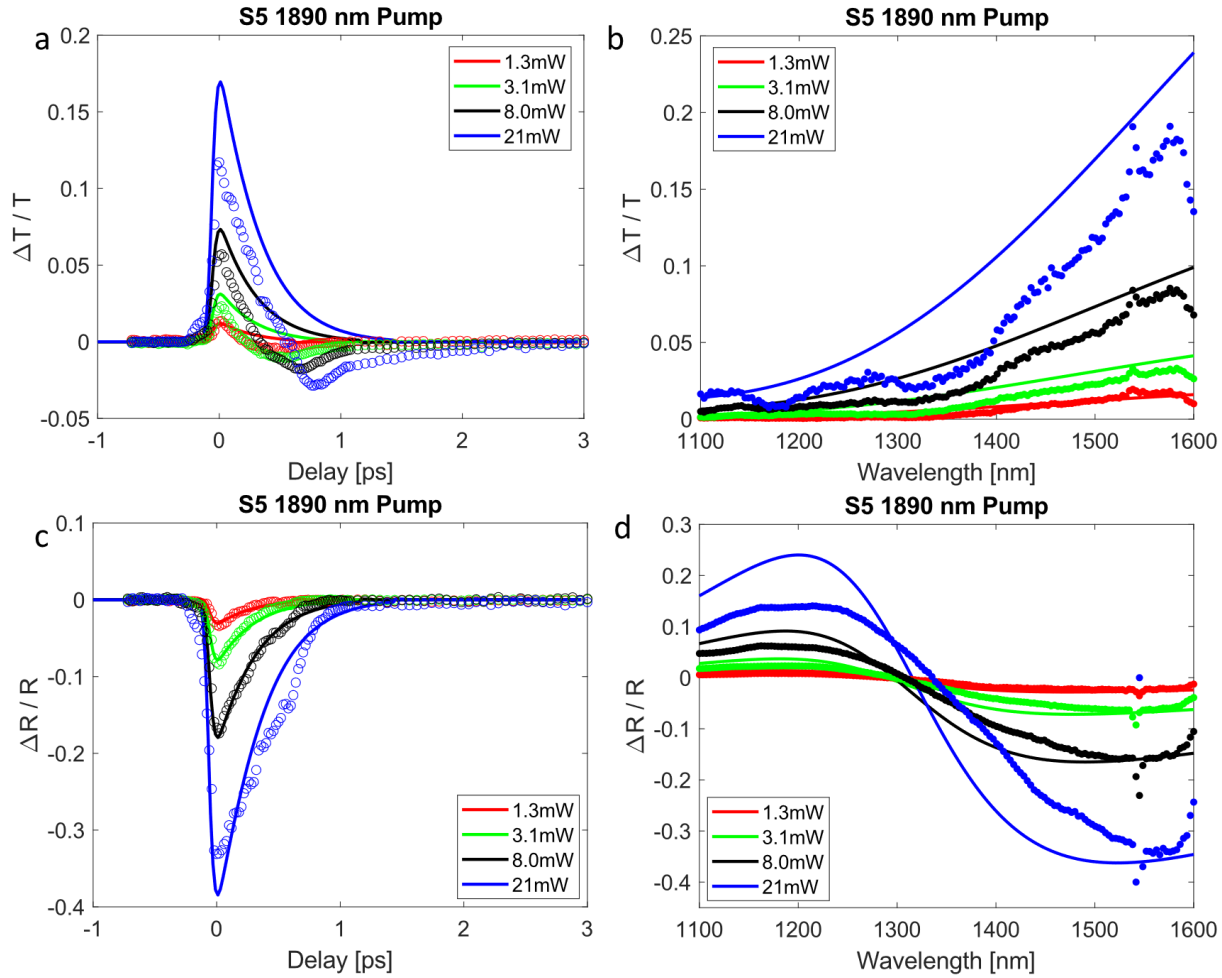 a
S5 1890 nm Pump
0.2
0.15
0.1
0.05
0
-0.05
ΔT / T
-1
0
1
2
3
Delay [ps]
1.3mW
3.1mW
8.0mW
21mW
b
S5 1890 nm Pump
0.25
0.2
0.15
0.1
0.05
0
ΔT / T
1100
1200
1300
1400
1500
1600
Wavelength [nm]
1.3mW
3.1mW
8.0mW
21mW
c
S5 1890 nm Pump
0.1
0
-0.1
-0.2
-0.3
-0.4
ΔR / R
-1
0
1
2
3
Delay [ps]
1.3mW
3.1mW
8.0mW
21mW
d
S5 1890 nm Pump
0.3
0.2
0.1
0
-0.1
-0.2
-0.3
-0.4
ΔR / R
1100
1200
1300
1400
1500
1600
Wavelength [nm]
1.3mW
3.1mW
8.0mW
21mW